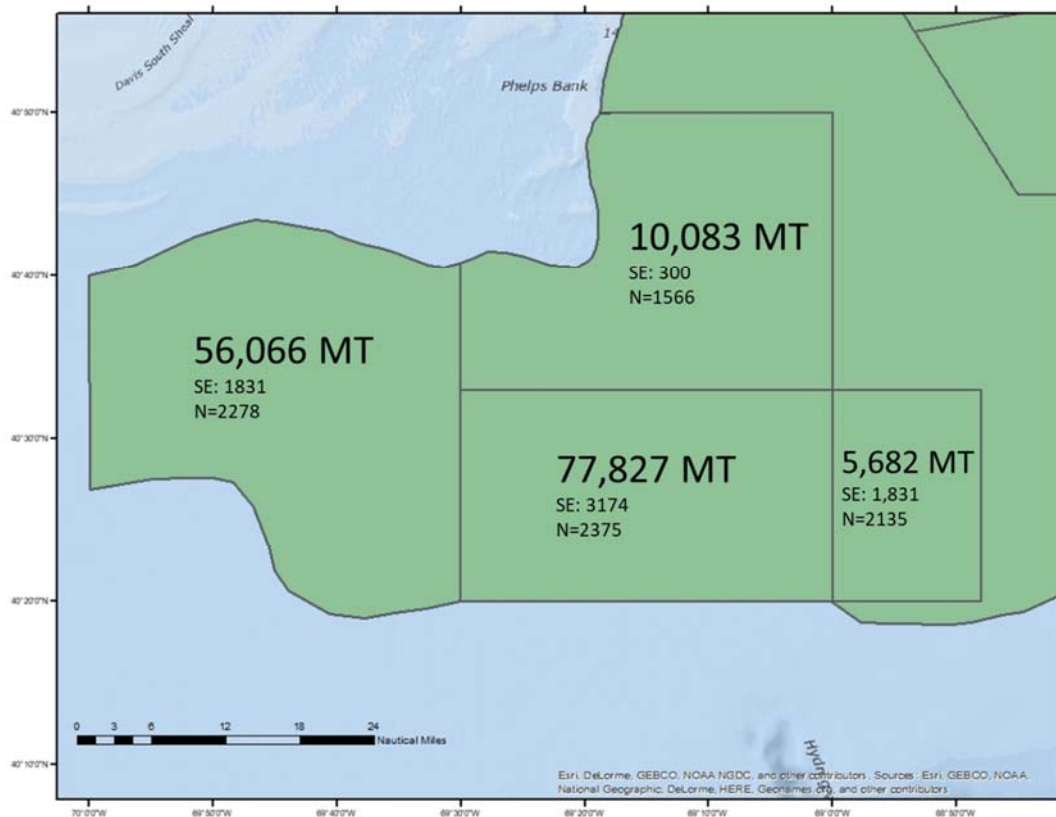 Davis South Shoal
14
Phelps Bank
40°50'0"N
10,083 MT
SE: 300
N=1566
40°40'0"N
56,066 MT
SE: 1831
N=2278
40°30'0"N
77,827 MT
SE: 3174
N=2375
5,682 MT
SE: 1,831
N=2135
40°20'0"N
0 3 6 12 18 24
Nautical Miles
40°10'0"N
Esri, DeLorme, GEBCO, NOAA NGDC, and other contributors, Sources: Esri, GEBCO, NOAA,
National Geographic, DeLorme, HERE, Geonames.org, and other contributors
70°0'0"W 69°50'0"W 69°40'0"W 69°30'0"W 69°20'0"W 69°10'0"W 69°0'0"W 68°50'0"W